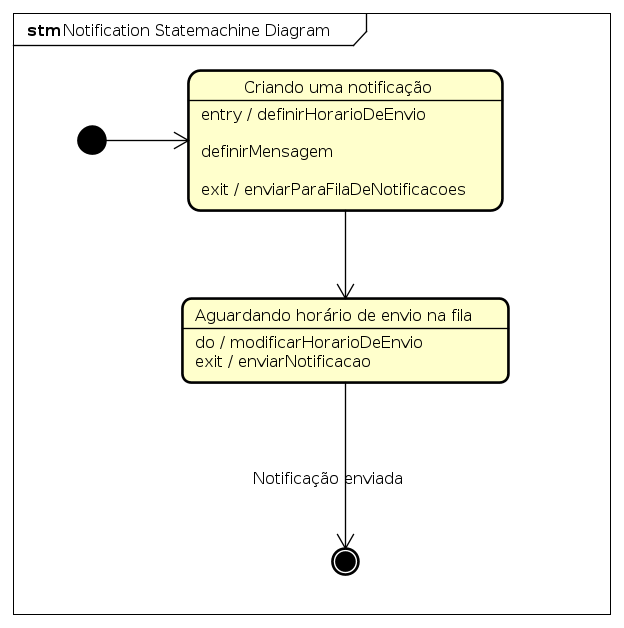 stm Notification Statemachine Diagram
Criando uma notificação
entry / definirHorarioDeEnvio
definirMensagem
exit / enviarParaFilaDeNotificacoes
Aguardando horário de envio na fila
do / modificarHorarioDeEnvio
exit / enviarNotificacao
Notificação enviada